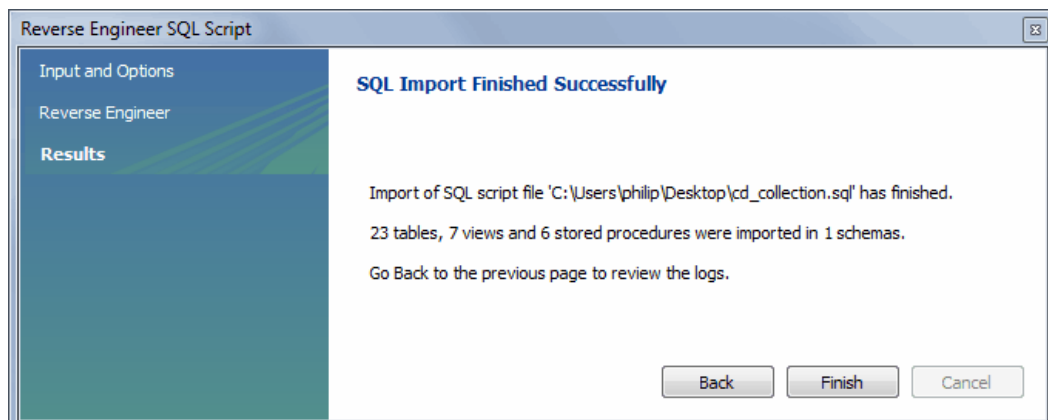 Reverse Engineer SQL Script
Input and Options
Reverse Engineer
Results
SQL Import Finished Successfully
Import of SQL script file 'C:\Users\philip\Desktop\cd_collection.sql' has finished.
23 tables, 7 views and 6 stored procedures were imported in 1 schemas.
Go Back to the previous page to review the logs.
Back
Finish
Cancel